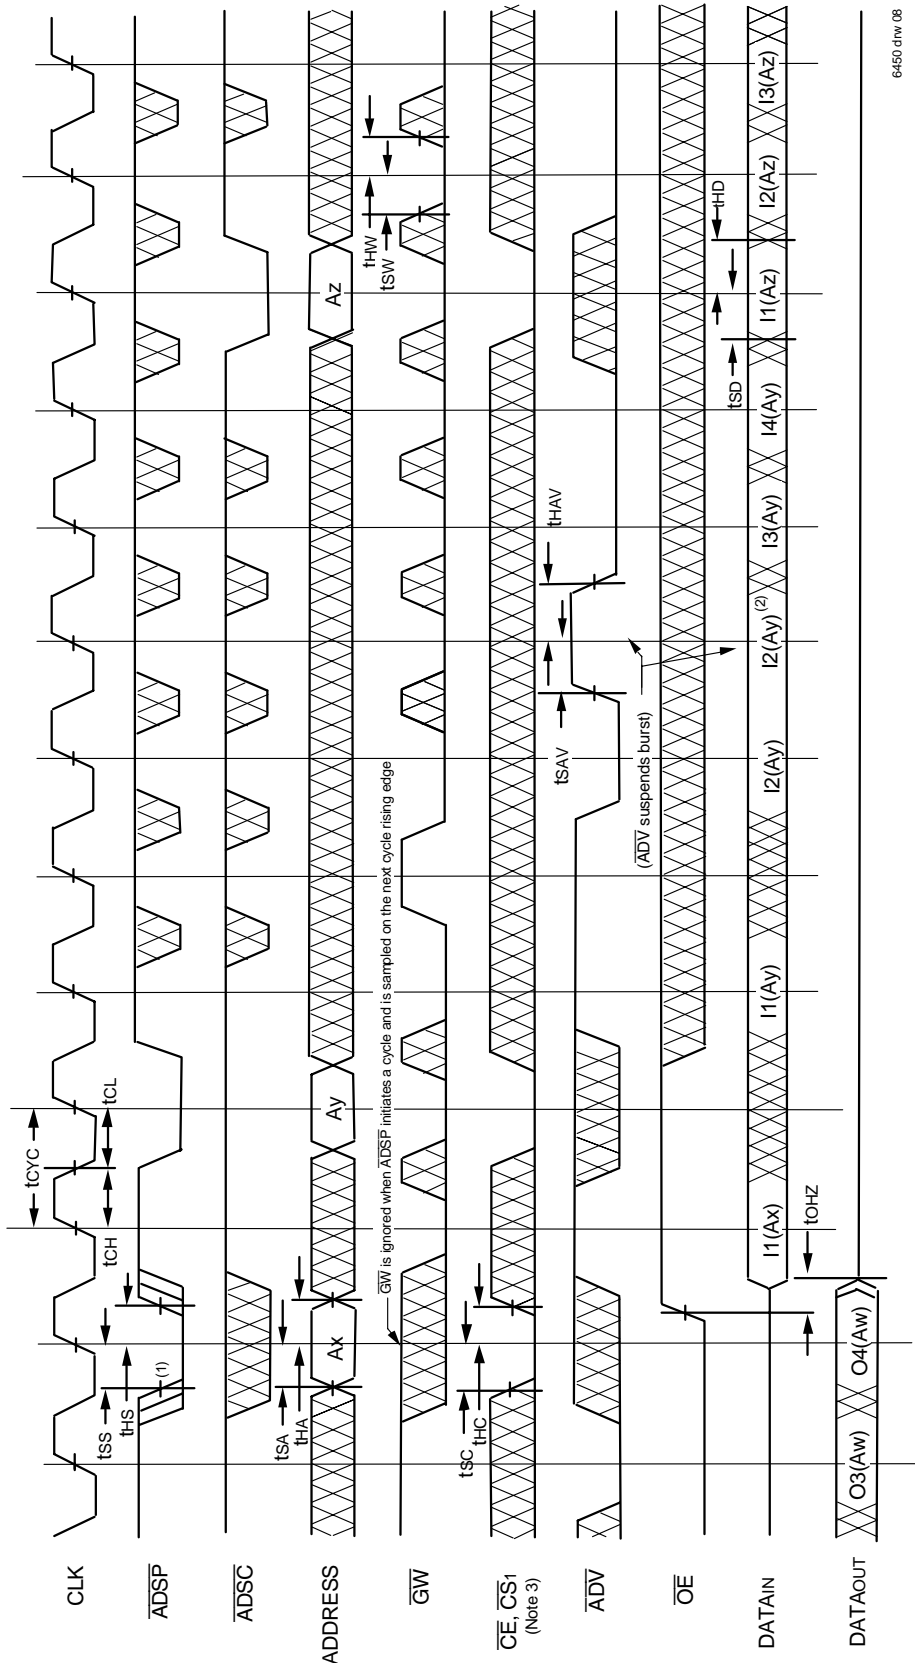 CLK
tCYC
tCH
tCL
tSS
tHS
(1)
ADSP
ADSC
tSA
tHA
ADDRESS
Ax
Ay
Az
tHW
tSW
GW
GW is ignored when ADSP initiates a cycle and is sampled on the next cycle rising edge
tSC
tHC
CE, CS1
(Note 3)
ADV
tSAV
tHAV
(ADV suspends burst)
OE
tSD
tHD
DATAIN
I1(Ax)
I1(Ay)
I2(Ay)
I2(Ay) (2)
I3(Ay)
I4(Ay)
I1(Az)
I2(Az)
I3(Az)
tOHZ
DATAOUT
O3(Aw)
O4(Aw)
6450 drw 08